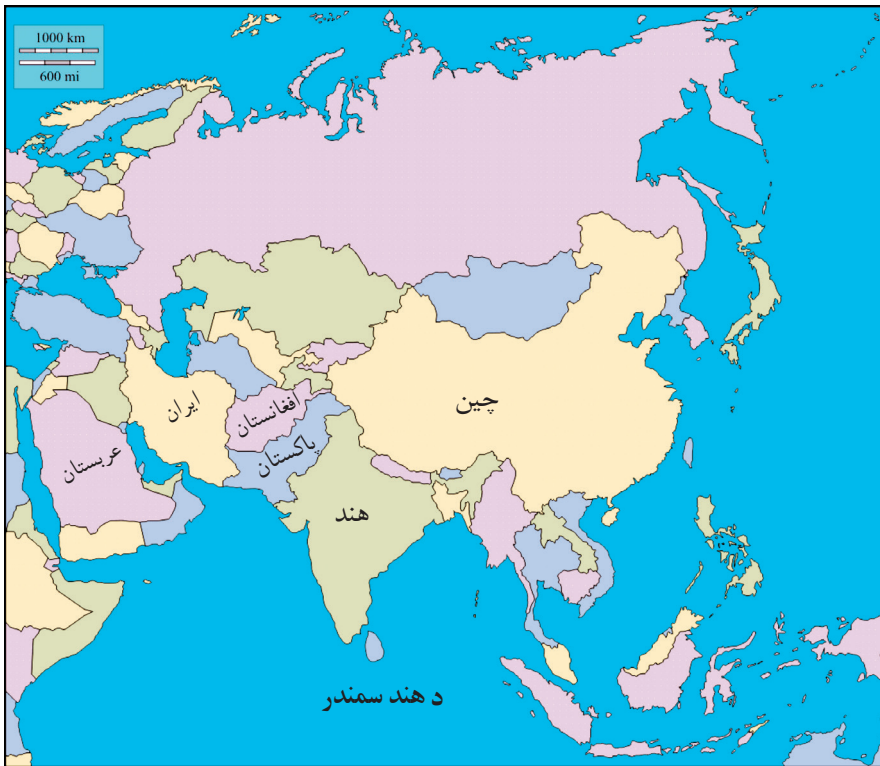 1000 km
600 mi
چین
ایران
افغانستان
پاکستان
عربستان
هند
د هند سمندر